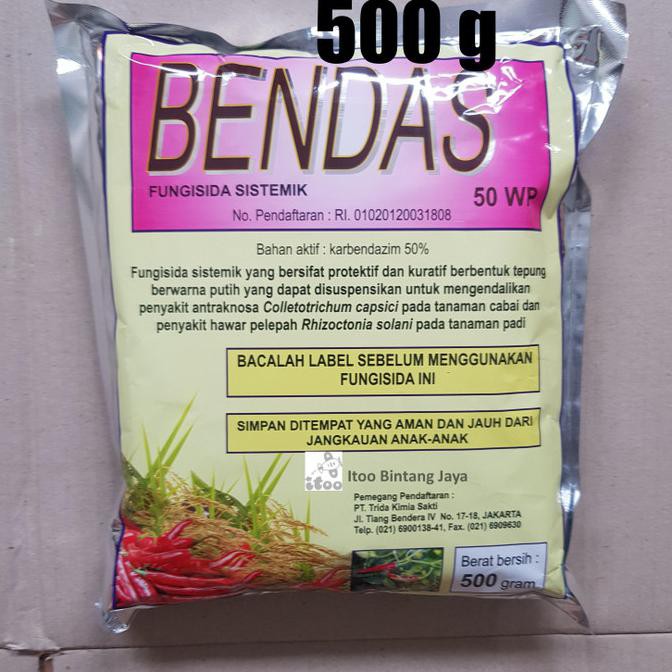 500 g
BENDAS
FUNGISIDA SISTEMIK
50 WP
No. Pendaftaran : RI. 01020120031808
Bahan aktif : karbendazim 50%
Fungisida sistemik yang bersifat protektif dan kuratif berbentuk tepung
berwarna putih yang dapat disuspensikan untuk mengendalikan
penyakit antraknosa Colletotrichum capsici pada tanaman cabai dan
penyakit hawar pelepah Rhizoctonia solani pada tanaman padi
BACALAH LABEL SEBELUM MENGGUNAKAN
FUNGISIDA INI
SIMPAN DITEMPAT YANG AMAN DAN JAUH DARI
JANGKAUAN ANAK-ANAK
itoo
Itoo Bintang Jaya
Pemegang Pendaftaran :
PT. Trida Kimia Sakti
Jl. Tiang Bendera IV No. 17-18, JAKARTA
Telp. (021) 6900138-41, Fax. (021) 6909630
Berat bersih :
500 gram